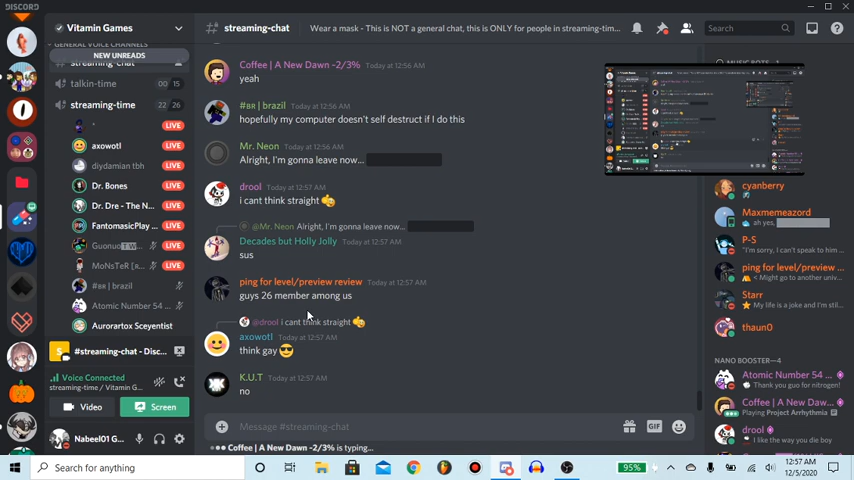 DISCORD
Vitamin Games
GENERAL VOICE CHANNELS
NEW UNREADS
streaming-chat
talkin-time 00 15
streaming-time 22 26
LIVE
axowotl LIVE
diydamian tbh LIVE
Dr. Bones LIVE
Dr. Dre - The N... LIVE
FantomasicPlay ... LIVE
LIVE
LIVE
#ʙʀ | brazil
Atomic Number 54 ...
Aurorartox Sceyentist
#streaming-chat - Disc...
Voice Connected
streaming-time / Vitamin G...
Video Screen
Nabeel01 G...
# streaming-chat Wear a mask - This is NOT a general chat, this is ONLY for people in streaming-tim... Search
Coffee | A New Dawn ~2/3% Today at 12:56 AM
yeah
#ʙʀ | brazil Today at 12:56 AM
hopefully my computer doesn't self destruct if I do this
Mr. Neon Today at 12:56 AM
Alright, I'm gonna leave now...
drool Today at 12:57 AM
i cant think straight 🫲
@Mr. Neon Alright, I'm gonna leave now...
Decades but Holly Jolly Today at 12:57 AM
sus
ping for level/preview review Today at 12:57 AM
guys 26 member among us
@drool i cant think straight
axowotl Today at 12:57 AM
think gay 😎
K.U.T Today at 12:57 AM
no
Message #streaming-chat
GIF
Coffee | A New Dawn ~2/3% is typing...
MUSIC BOTS
cyanberry
Maxmemeazord
ah yes,
P-S
"I'm sorry, I can't speak to him ...
ping for level/preview ...
Might go a little in between...
Starr
My life is a joke and I'm stil...
thaun0
NANO BOOSTER—4
Atomic Number 54 ...
Thank you guo for nitrogen!
Coffee | A New Daw...
Playing Project Arrhythmia
drool
I like the way you die boy
Search for anything
95%
12:57 AM
12/5/2020